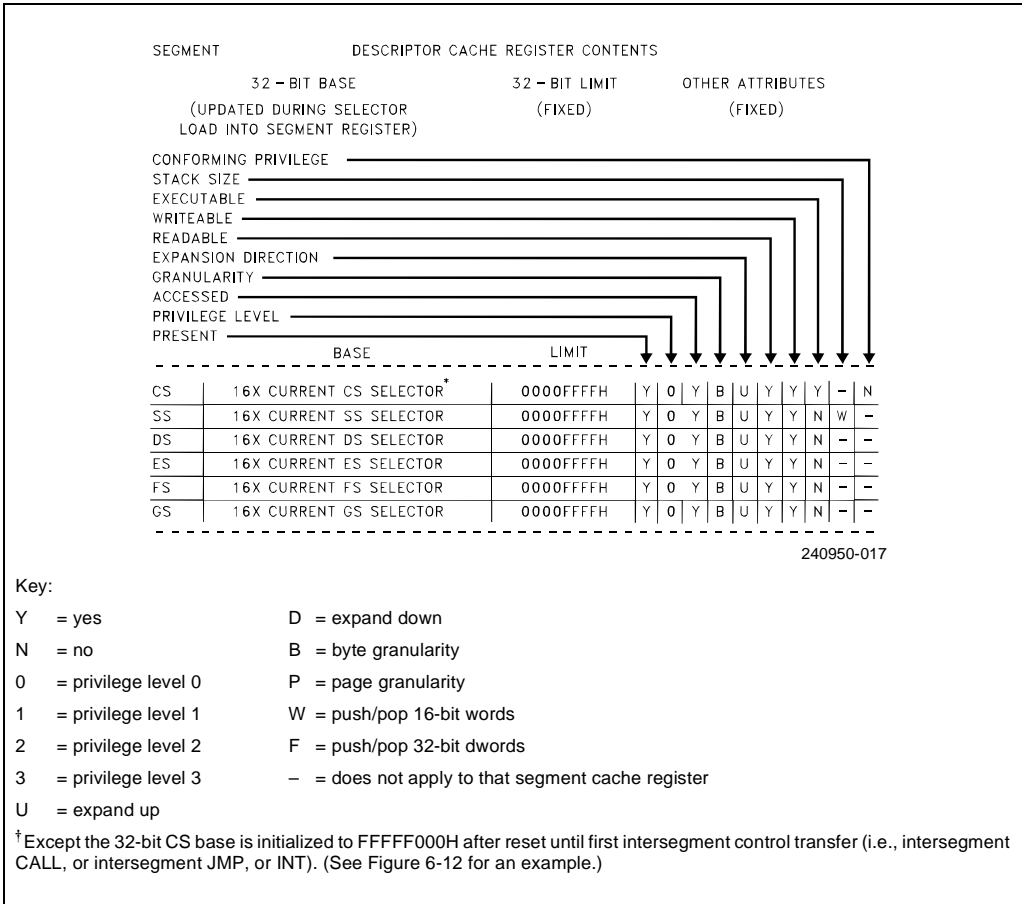 SEGMENT DESCRIPTOR CACHE REGISTER CONTENTS
32 – BIT BASE 32 – BIT LIMIT OTHER ATTRIBUTES
(UPDATED DURING SELECTOR (FIXED) (FIXED)
LOAD INTO SEGMENT REGISTER)
CONFORMING PRIVILEGE
STACK SIZE
EXECUTABLE
WRITEABLE
READABLE
EXPANSION DIRECTION
GRANULARITY
ACCESSED
PRIVILEGE LEVEL
PRESENT
BASE LIMIT
CS 16X CURRENT CS SELECTOR* 0000FFFFH Y 0 Y B U Y Y Y – N
SS 16X CURRENT SS SELECTOR 0000FFFFH Y 0 Y B U Y Y N W –
DS 16X CURRENT DS SELECTOR 0000FFFFH Y 0 Y B U Y Y N – –
ES 16X CURRENT ES SELECTOR 0000FFFFH Y 0 Y B U Y Y N – –
FS 16X CURRENT FS SELECTOR 0000FFFFH Y 0 Y B U Y Y N – –
GS 16X CURRENT GS SELECTOR 0000FFFFH Y 0 Y B U Y Y N – –
240950-017
Key:
Y = yes D = expand down
N = no B = byte granularity
0 = privilege level 0 P = page granularity
1 = privilege level 1 W = push/pop 16-bit words
2 = privilege level 2 F = push/pop 32-bit dwords
3 = privilege level 3 – = does not apply to that segment cache register
U = expand up
†Except the 32-bit CS base is initialized to FFFFF000H after reset until first intersegment control transfer (i.e., intersegment
CALL, or intersegment JMP, or INT). (See Figure 6-12 for an example.)